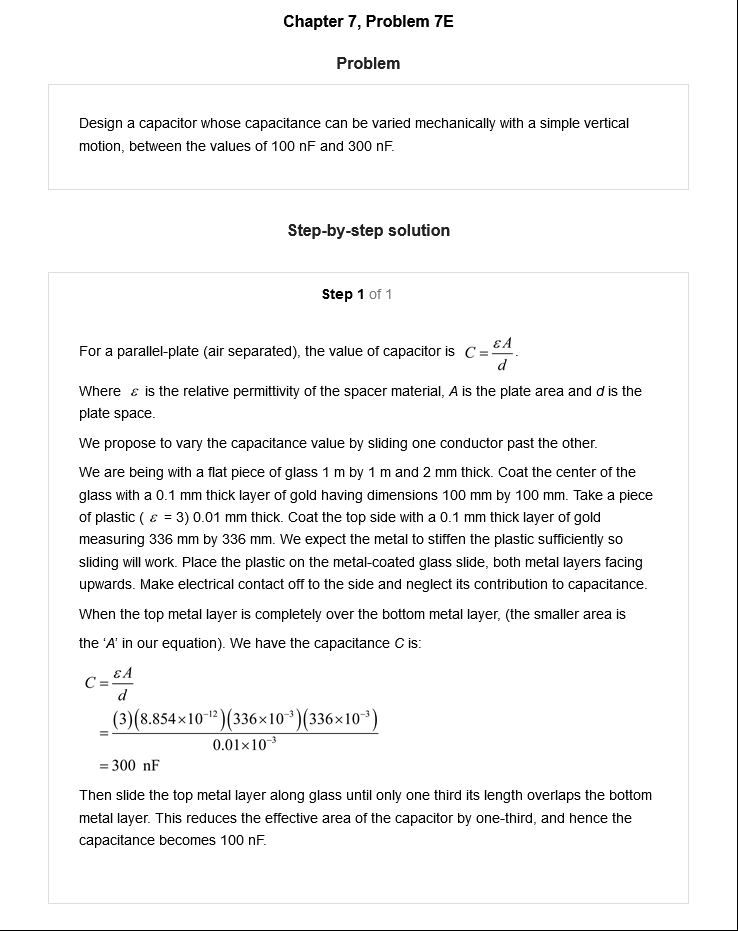 Chapter 7, Problem 7E
Problem
Design a capacitor whose capacitance can be varied mechanically with a simple vertical
motion, between the values of 100 nF and 300 nF.
Step-by-step solution
Step 1 of 1
For a parallel-plate (air separated), the value of capacitor is C = εA/d.
Where ε is the relative permittivity of the spacer material, A is the plate area and d is the
plate space.
We propose to vary the capacitance value by sliding one conductor past the other.
We are being with a flat piece of glass 1 m by 1 m and 2 mm thick. Coat the center of the
glass with a 0.1 mm thick layer of gold having dimensions 100 mm by 100 mm. Take a piece
of plastic ( ε = 3) 0.01 mm thick. Coat the top side with a 0.1 mm thick layer of gold
measuring 336 mm by 336 mm. We expect the metal to stiffen the plastic sufficiently so
sliding will work. Place the plastic on the metal-coated glass slide, both metal layers facing
upwards. Make electrical contact off to the side and neglect its contribution to capacitance.
When the top metal layer is completely over the bottom metal layer, (the smaller area is
the ‘A’ in our equation). We have the capacitance C is:
C = εA/d
= (3)(8.854×10⁻¹²)(336×10⁻³)(336×10⁻³)/0.01×10⁻³
= 300 nF
Then slide the top metal layer along glass until only one third its length overlaps the bottom
metal layer. This reduces the effective area of the capacitor by one-third, and hence the
capacitance becomes 100 nF.